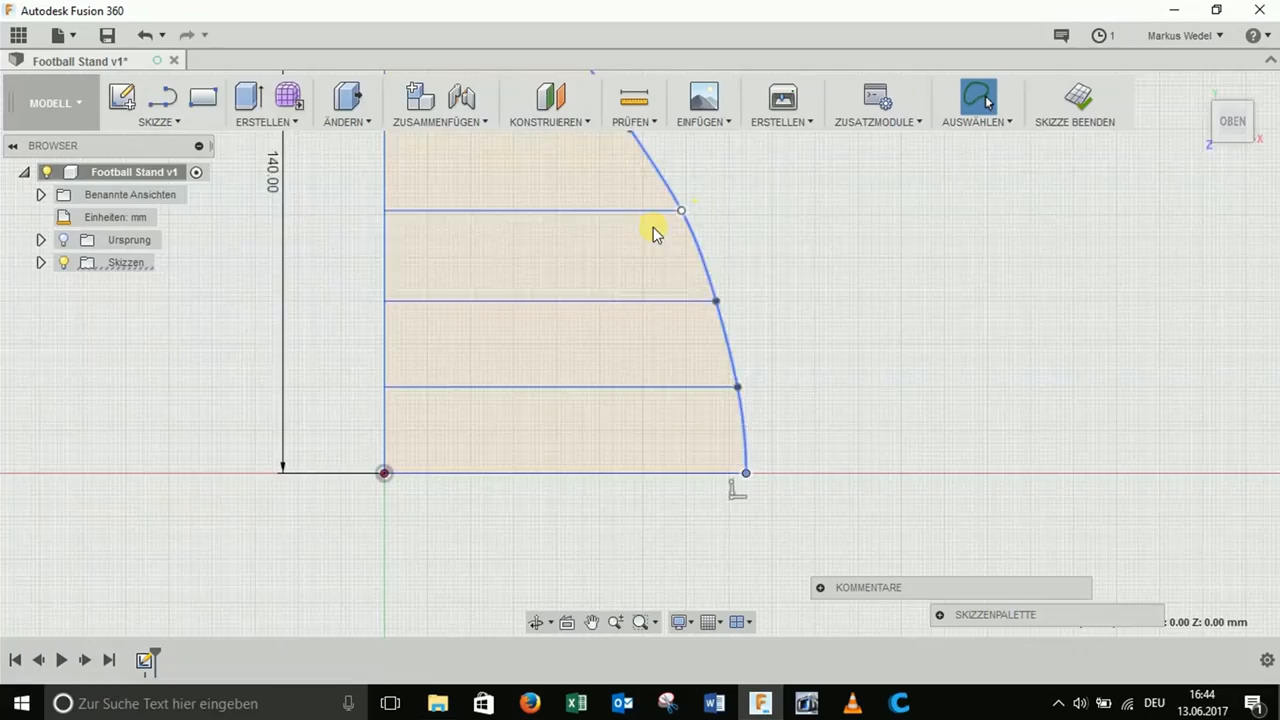 Autodesk Fusion 360
1
Markus Wedel
Football Stand v1*
MODELL
SKIZZE
ERSTELLEN
ÄNDERN
ZUSAMMENFÜGEN
KONSTRUIEREN
PRÜFEN
EINFÜGEN
ERSTELLEN
ZUSATZMODULE
AUSWÄHLEN
SKIZZE BEENDEN
Y
OBEN
X
Z
BROWSER
Football Stand v1
Benannte Ansichten
Einheiten: mm
Ursprung
Skizzen
140.00
KOMMENTARE
SKIZZENPALETTE
0.00 Z: 0.00 mm
Zur Suche Text hier eingeben
DEU
16:44
13.06.2017
1